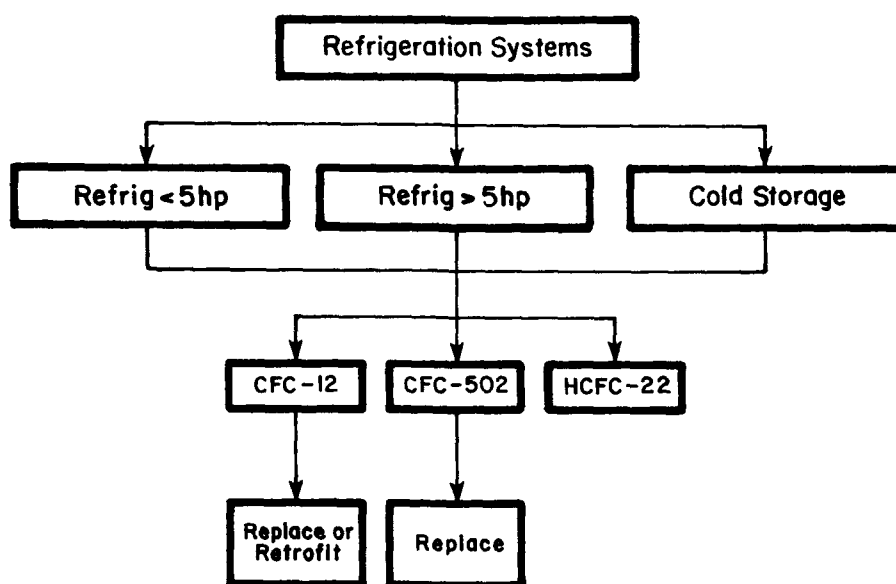 Refrigeration Systems
Refrig < 5hp
Refrig > 5hp
Cold Storage
CFC-12
CFC-502
HCFC-22
Replace or
Retrofit
Replace